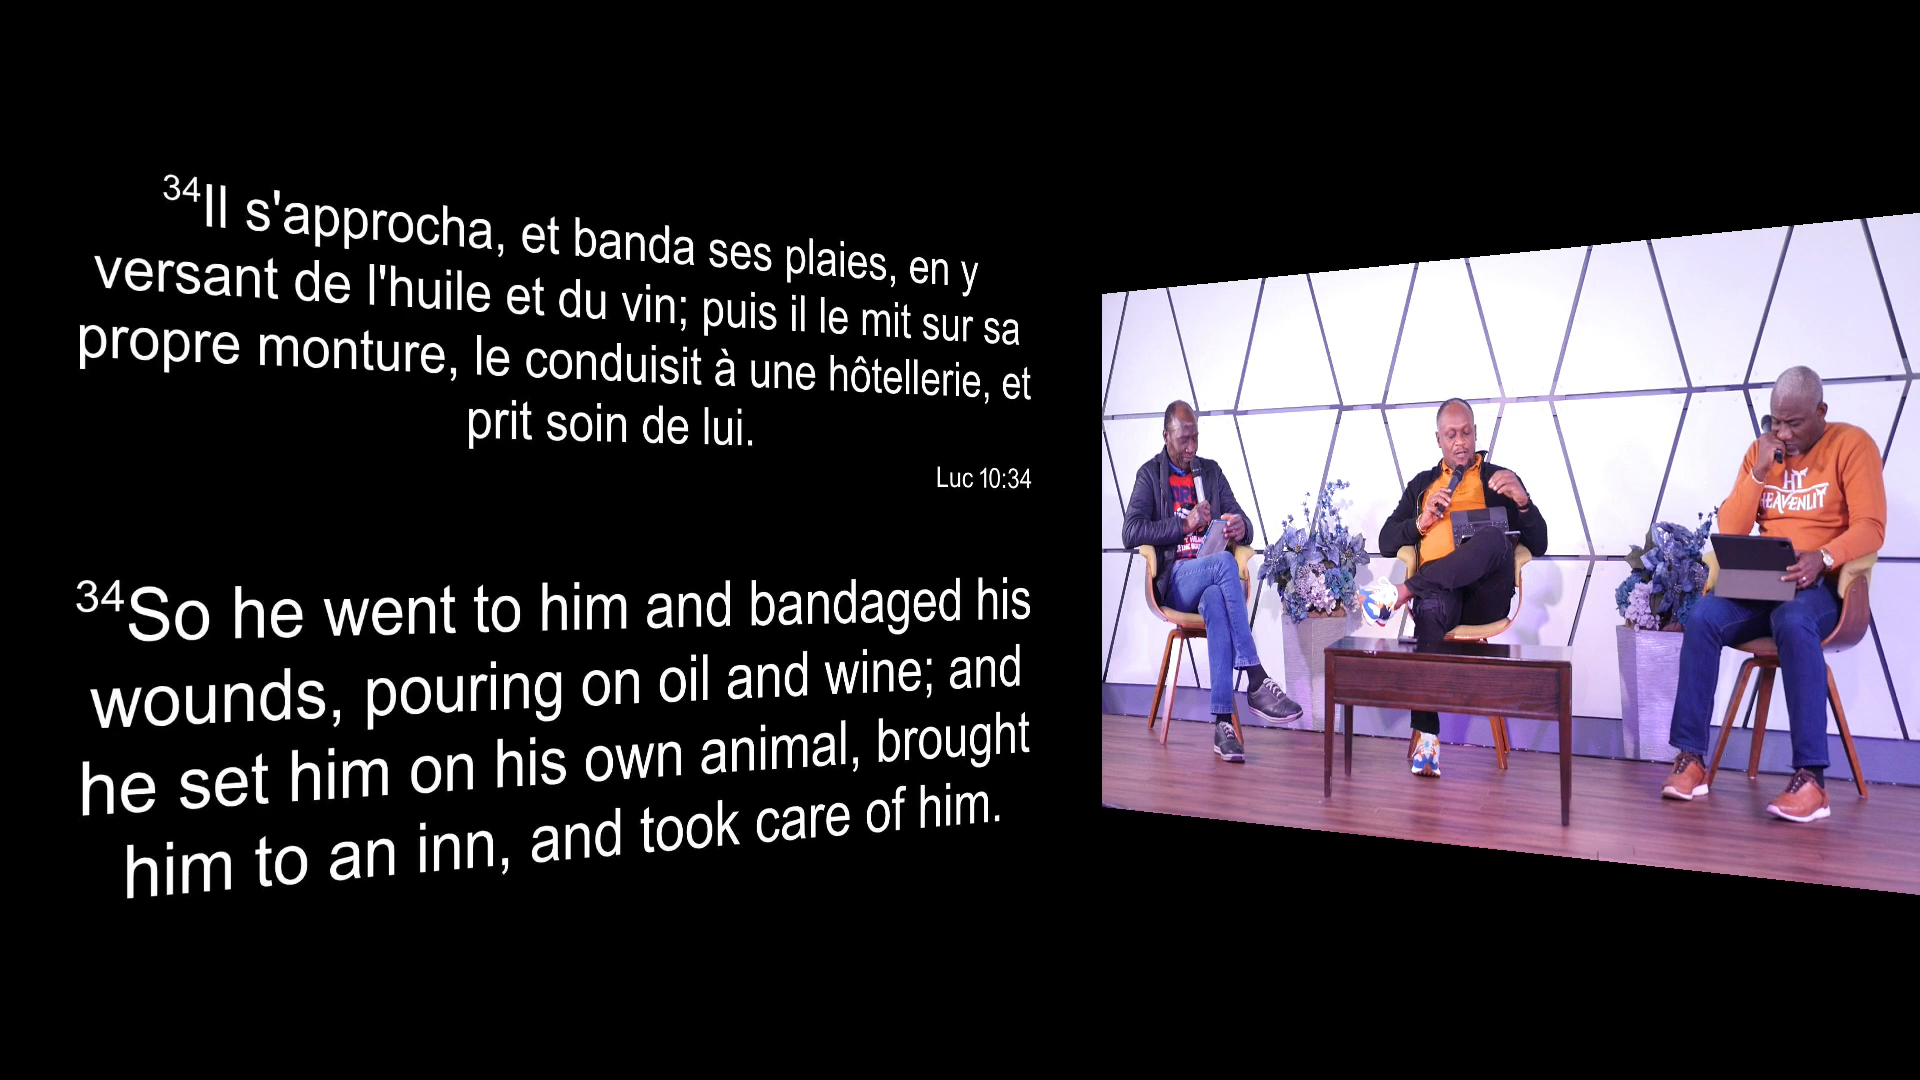 34Il s'approcha, et banda ses plaies, en y
versant de l'huile et du vin; puis il le mit sur sa
propre monture, le conduisit à une hôtellerie, et
prit soin de lui.
Luc 10:34
34So he went to him and bandaged his
wounds, pouring on oil and wine; and
he set him on his own animal, brought
him to an inn, and took care of him.
HEAVENLY